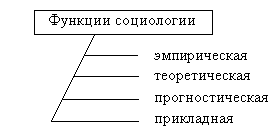 Функции социологии
эмпирическая
теоретическая
прогностическая
прикладная